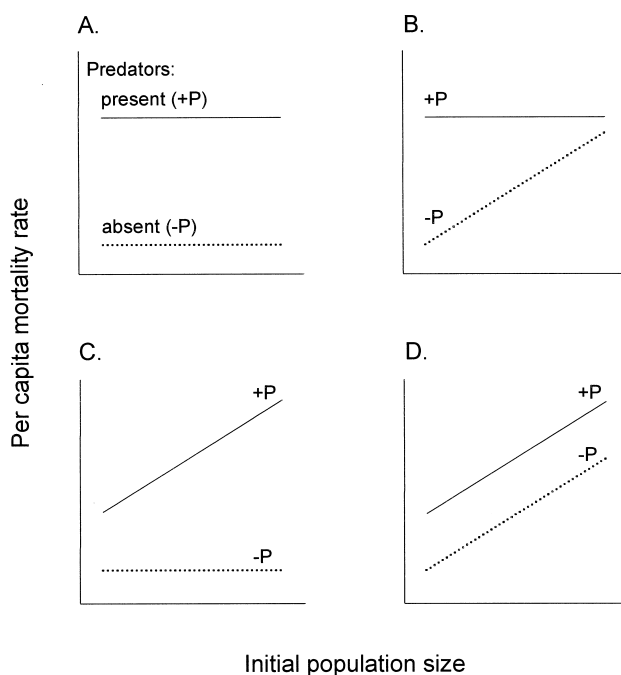 A.
Predators:
present (+P)
absent (-P)
B.
+P
-P
C.
+P
-P
D.
+P
-P
Per capita mortality rate
Initial population size